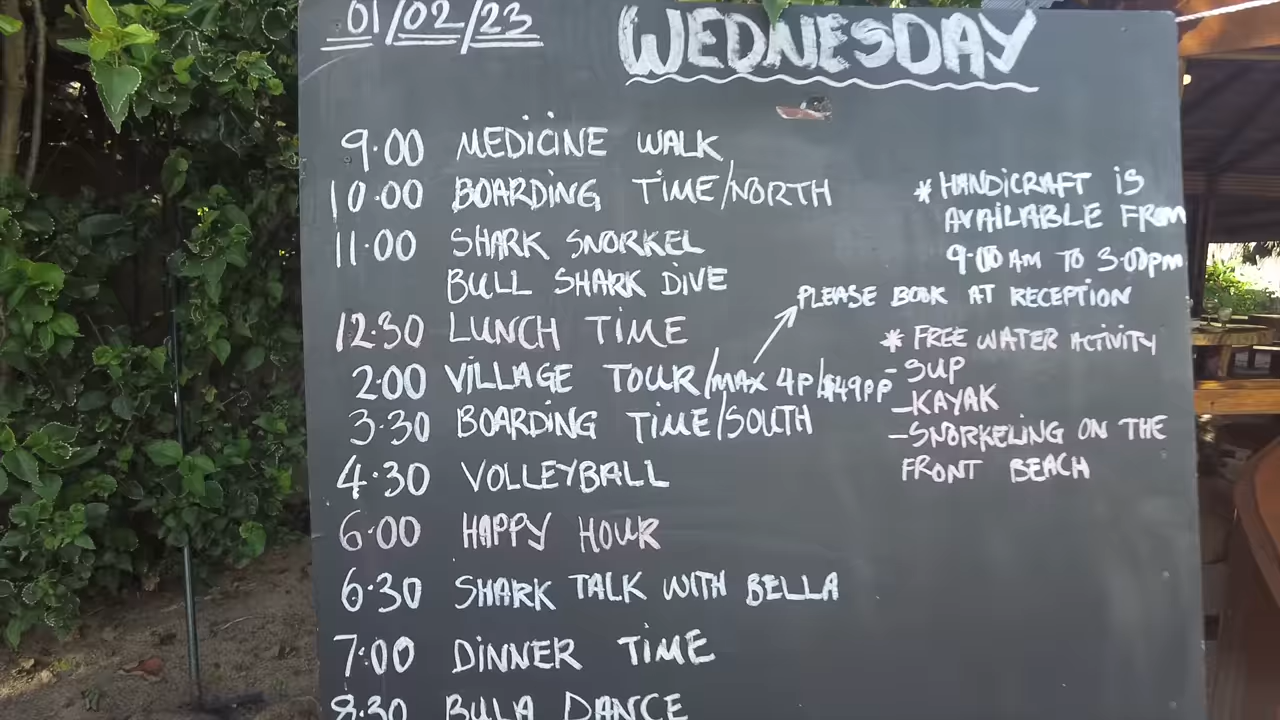 01/02/23 WEDNESDAY
9.00 MEDICINE WALK
10.00 BOARDING TIME/NORTH
11.00 SHARK SNORKEL
BULL SHARK DIVE
12.30 LUNCH TIME
2.00 VILLAGE TOUR/MAX 4P/$49PP
3.30 BOARDING TIME/SOUTH
4.30 VOLLEYBALL
6.00 HAPPY HOUR
6.30 SHARK TALK WITH BELLA
7:00 DINNER TIME
8.30 BULA DANCE
* HANDICRAFT IS
AVAILABLE FROM
9.00 AM TO 3.00pm
PLEASE BOOK AT RECEPTION
* FREE WATER ACTIVITY
- SUP
- KAYAK
- SNORKELING ON THE
FRONT BEACH